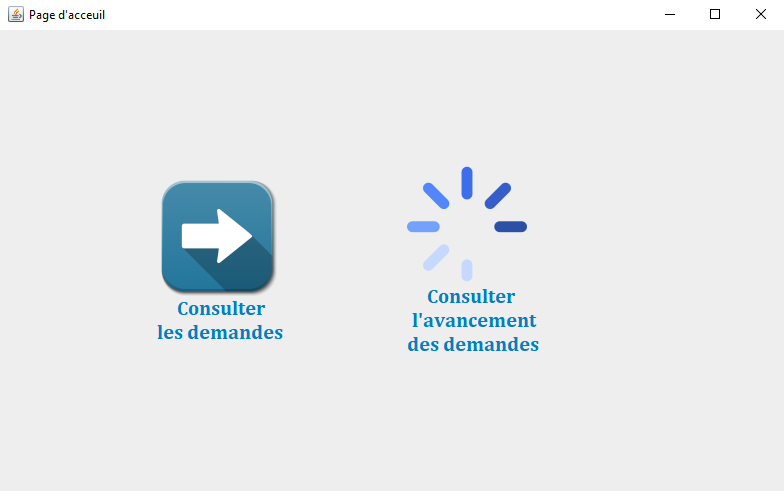 Page d'acceuil
Consulter
les demandes
Consulter
l'avancement
des demandes